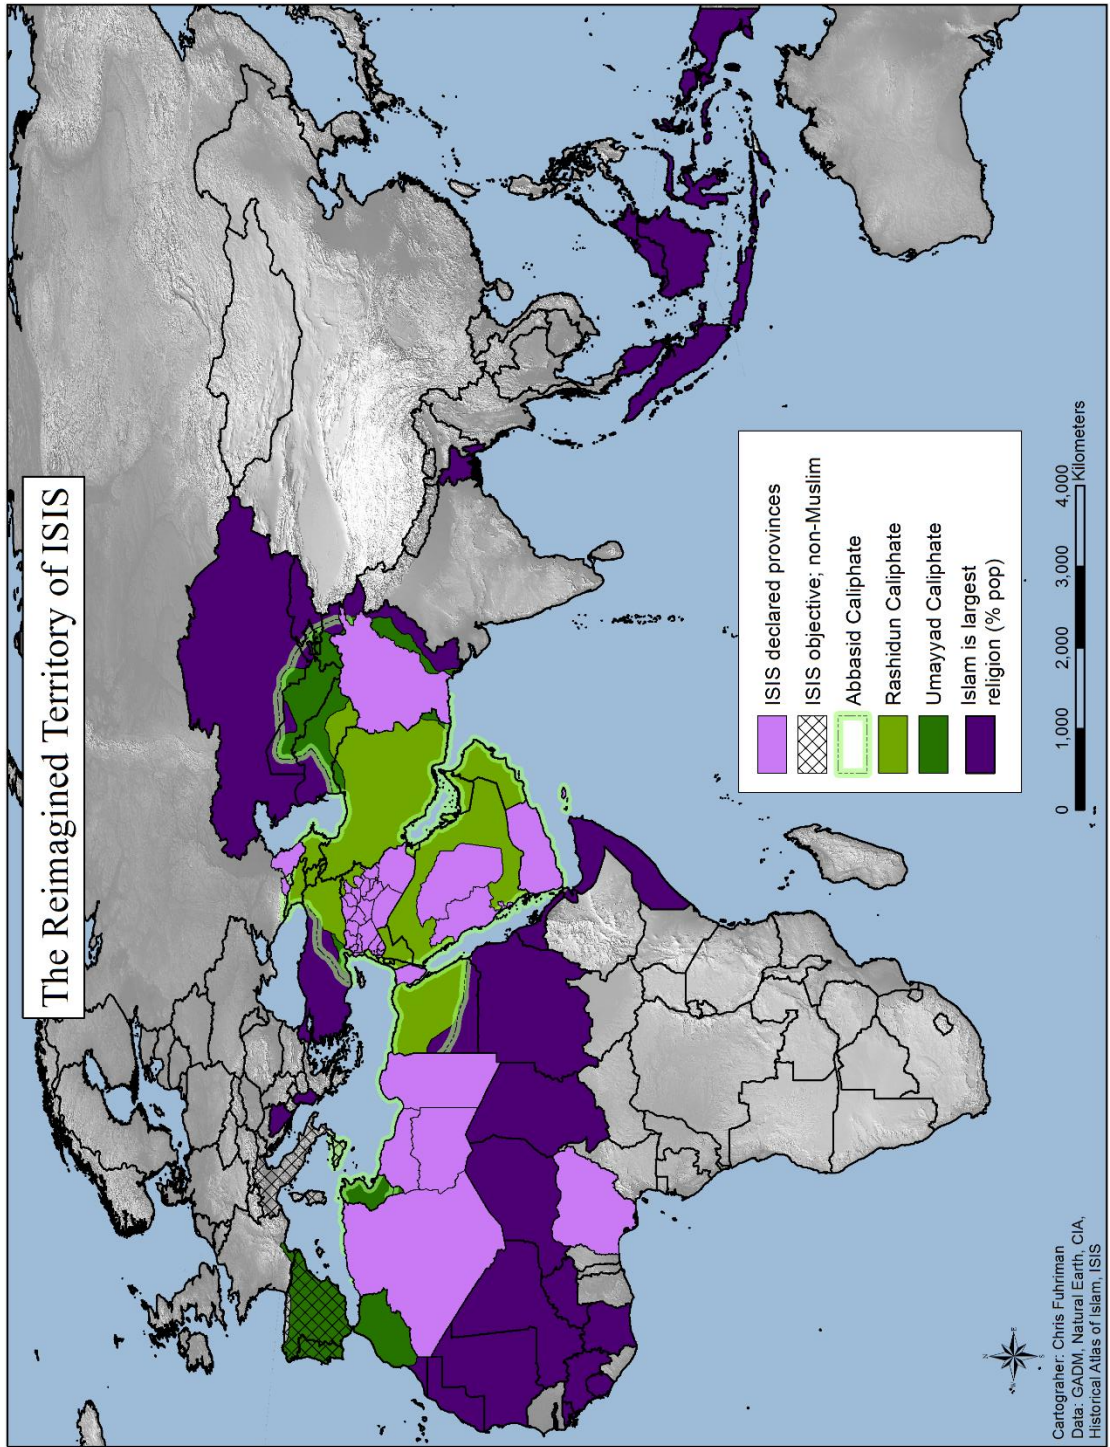 The Reimagined Territory of ISIS
ISIS declared provinces
ISIS objective; non-Muslim
Abbasid Caliphate
Rashidun Caliphate
Umayyad Caliphate
Islam is largest
religion (% pop)
0 1,000 2,000 3,000 4,000
Kilometers
Cartograher: Chris Fuhriman
Data: GADM, Natural Earth, CIA,
Historical Atlas of Islam, ISIS